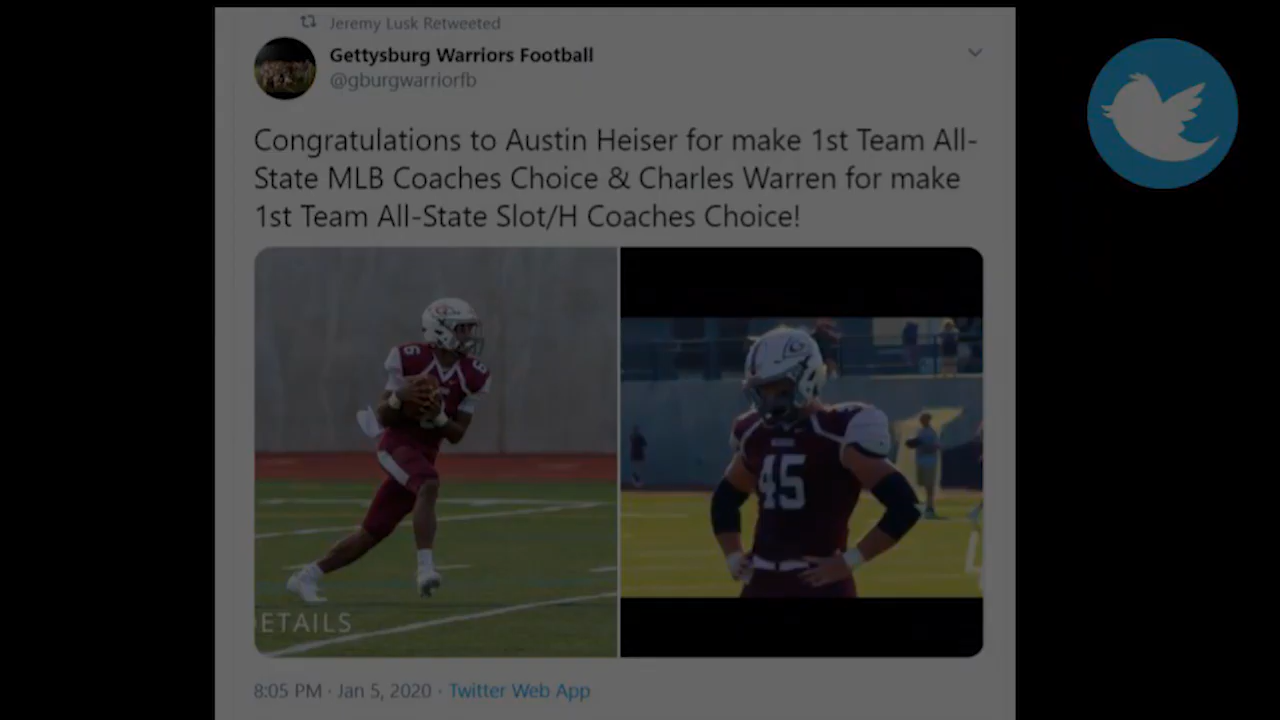 Jeremy Lusk Retweeted
Gettysburg Warriors Football
@gburgwarriorfb
Congratulations to Austin Heiser for make 1st Team All-
State MLB Coaches Choice & Charles Warren for make
1st Team All-State Slot/H Coaches Choice!
6 6
45
ETAILS
8:05 PM · Jan 5, 2020 · Twitter Web App